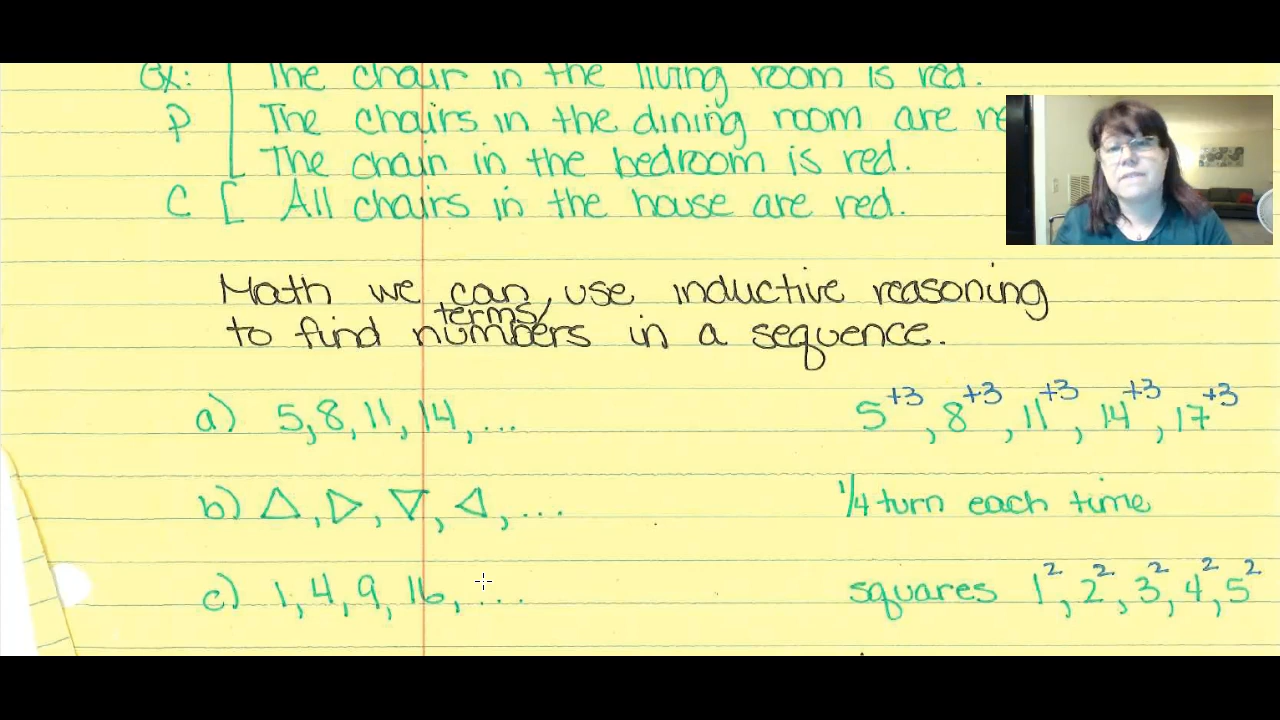 Ex: The chair in the living room is red.
P The chairs in the dining room are re
The chair in the bedroom is red.
C [ All chairs in the house are red.
Math we can use inductive reasoning
terms/
to find numbers in a sequence.
a) 5, 8, 11, 14, ... 5⁺³, 8⁺³, 11⁺³, 14⁺³, 17⁺³
b) △, ▷, ▽, ◁, ... 1/4 turn each time
c) 1, 4, 9, 16, ... squares 1², 2², 3², 4², 5²